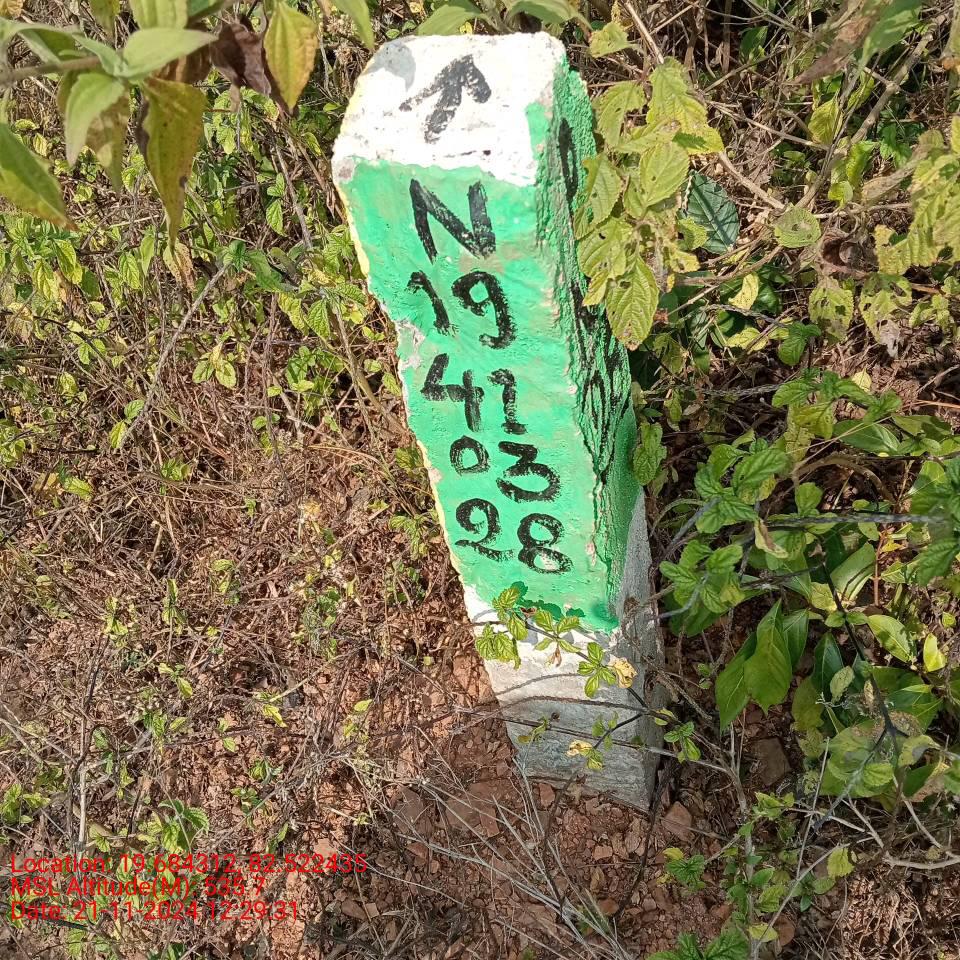 N
19
41
03
28
Location: 19.684312, 82.522435
MSL Altitude(M): 535.7
Date: 21-11-2024 12:29:31